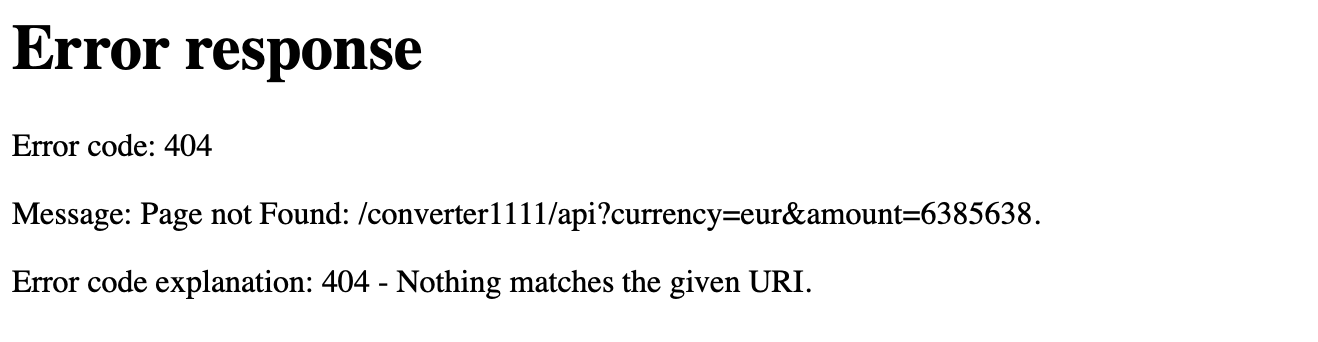 Error response
Error code: 404
Message: Page not Found: /converter1111/api?currency=eur&amount=6385638.
Error code explanation: 404 - Nothing matches the given URI.